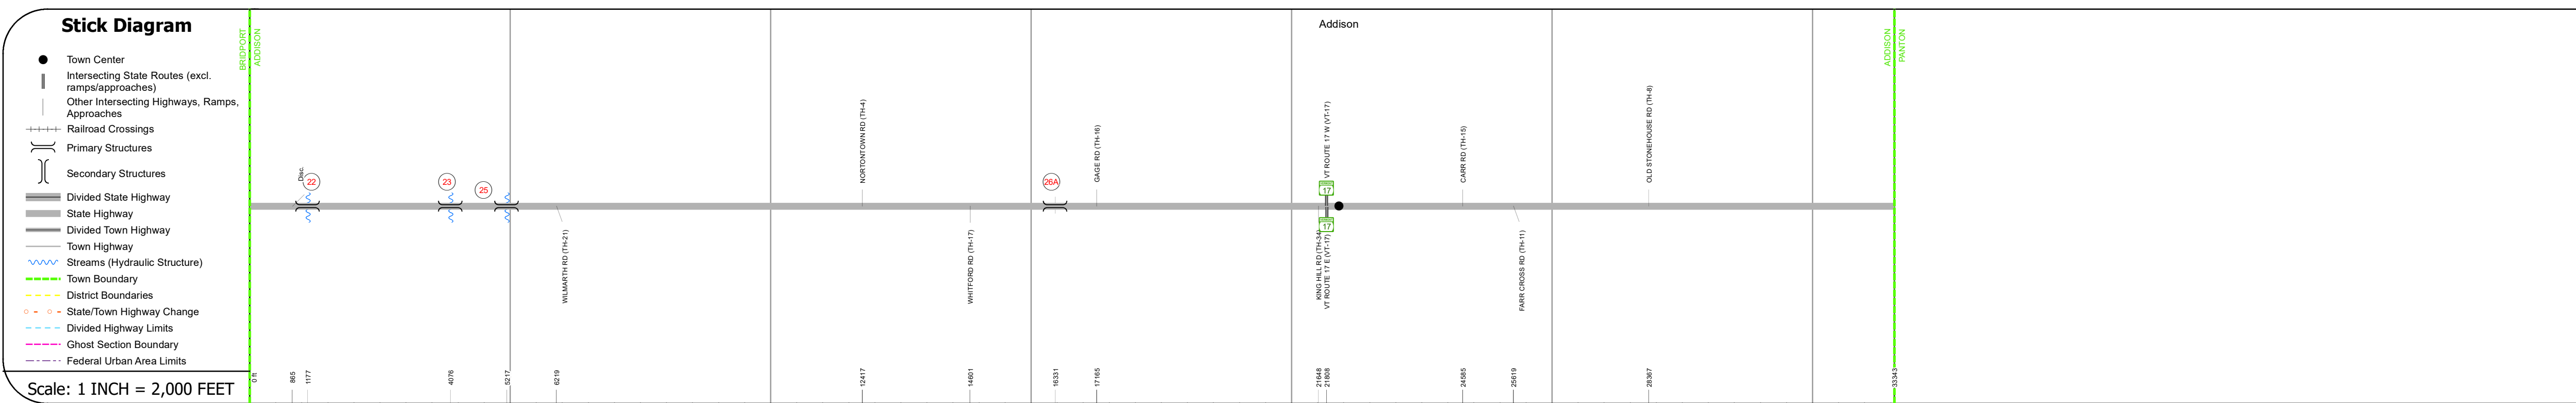 Stick Diagram
Town Center
Intersecting State Routes (excl.
ramps/approaches)
Other Intersecting Highways, Ramps,
Approaches
Railroad Crossings
Primary Structures
Secondary Structures
Divided State Highway
State Highway
Divided Town Highway
Town Highway
Streams (Hydraulic Structure)
Town Boundary
District Boundaries
State/Town Highway Change
Divided Highway Limits
Ghost Section Boundary
Federal Urban Area Limits
Scale: 1 INCH = 2,000 FEET
BRIDPORT
ADDISON
Addison
ADDISON
PANTON
Disc.
22
23
25
WILMARTH RD (TH-21)
NORTONTOWN RD (TH-4)
WHITFORD RD (TH-17)
26A
GAGE RD (TH-16)
KING HILL RD (TH-34)
VT ROUTE 17 W (VT-17)
17
17
VT ROUTE 17 E (VT-17)
CARR RD (TH-15)
FARR CROSS RD (TH-11)
OLD STONEHOUSE RD (TH-8)
0 ft
865
1177
4076
5217
6219
12417
14601
16331
17165
21648
21808
24585
25619
28367
33343